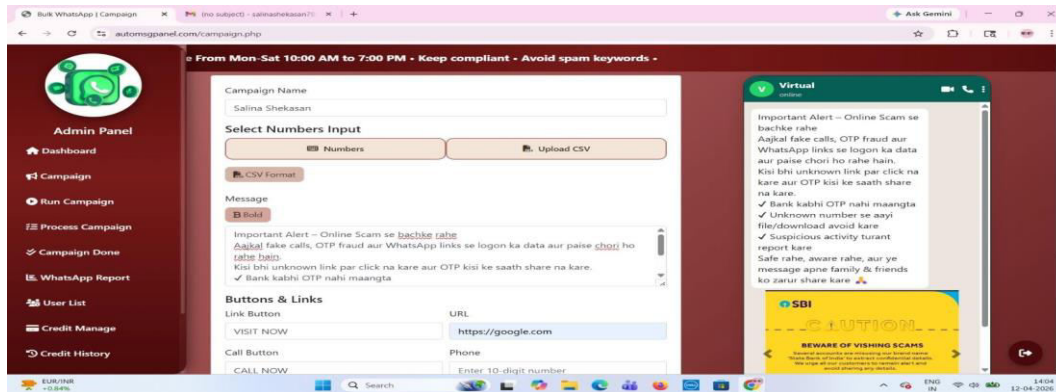 Bulk WhatsApp | Campaign
(no subject) - salinashekasan7
Ask Gemini
automsgpanel.com/campaign.php
e From Mon-Sat 10:00 AM to 7:00 PM • Keep compliant • Avoid spam keywords •
Admin Panel
Dashboard
Campaign
Run Campaign
Process Campaign
Campaign Done
WhatsApp Report
User List
Credit Manage
Credit History
Campaign Name
Salina Shekasan
Select Numbers Input
Numbers
Upload CSV
CSV Format
Message
B Bold
Important Alert – Online Scam se bachke rahe
Aajkal fake calls, OTP fraud aur WhatsApp links se logon ka data aur paise chori ho
rahe hain.
Kisi bhi unknown link par click na kare aur OTP kisi ke saath share na kare.
✓ Bank kabhi OTP nahi maangta
Buttons & Links
Link Button
URL
VISIT NOW
https://google.com
Call Button
Phone
CALL NOW
Enter 10-digit number
V
Virtual
online
Important Alert – Online Scam se
bachke rahe
Aajkal fake calls, OTP fraud aur
WhatsApp links se logon ka data
aur paise chori ho rahe hain.
Kisi bhi unknown link par click na
kare aur OTP kisi ke saath share
na kare.
✓ Bank kabhi OTP nahi maangta
✓ Unknown number se aayi
file/download avoid kare
✓ Suspicious activity turant
report kare
Safe rahe, aware rahe, aur ye
message apne family & friends
ko zarur share kare
SBI
CAUTION
BEWARE OF VISHING SCAMS
EUR/INR
+0.84%
Search
ENG
IN
14:04
12-04-2026